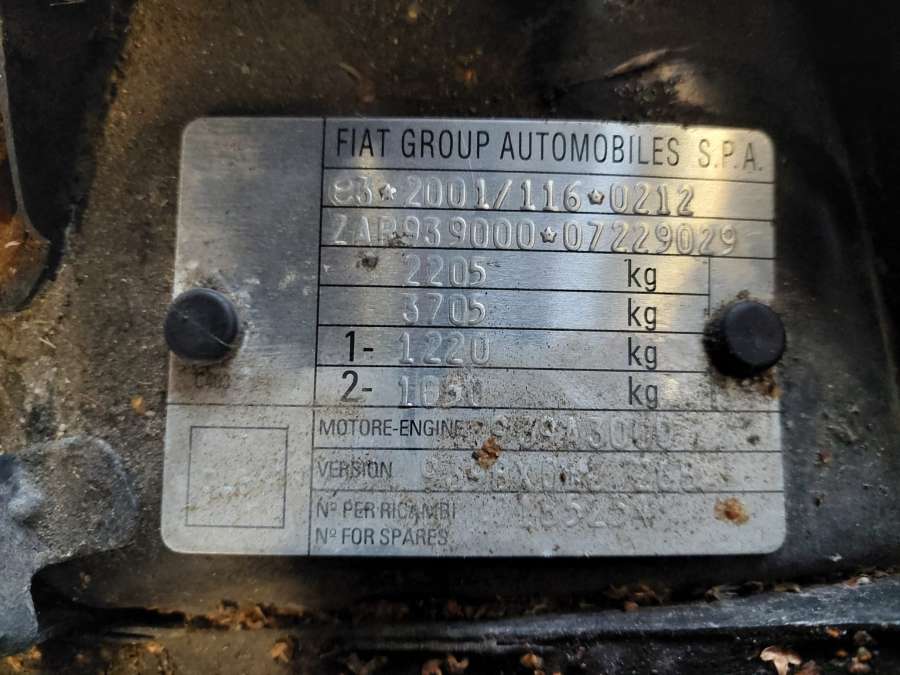 FIAT GROUP AUTOMOBILES S.P.A.
e3*2001/116*0212
ZAR939000*07229029
2205 kg
3705 kg
1- 1220 kg
2- kg
MOTORE-ENGINE
VERSION
Nº PER RICAMBI
Nº FOR SPARES